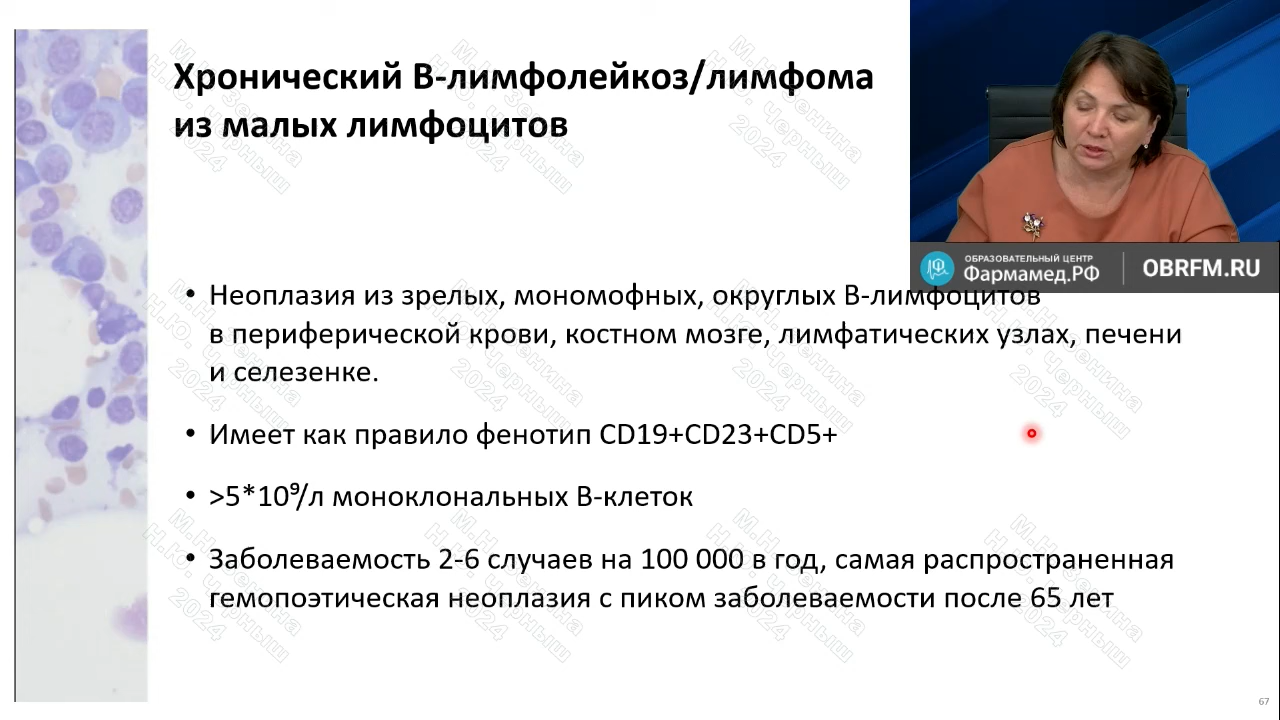 Хронический В-лимфолейкоз/лимфома
из малых лимфоцитов
ОБРАЗОВАТЕЛЬНЫЙ ЦЕНТР
Фармамед.РФ
OBRFM.RU
• Неоплазия из зрелых, мономофных, округлых В-лимфоцитов
в периферической крови, костном мозге, лимфатических узлах, печени
и селезенке.
• Имеет как правило фенотип CD19+CD23+CD5+
• >5*10⁹/л моноклональных В-клеток
• Заболеваемость 2-6 случаев на 100 000 в год, самая распространенная
гемопоэтическая неоплазия с пиком заболеваемости после 65 лет
67